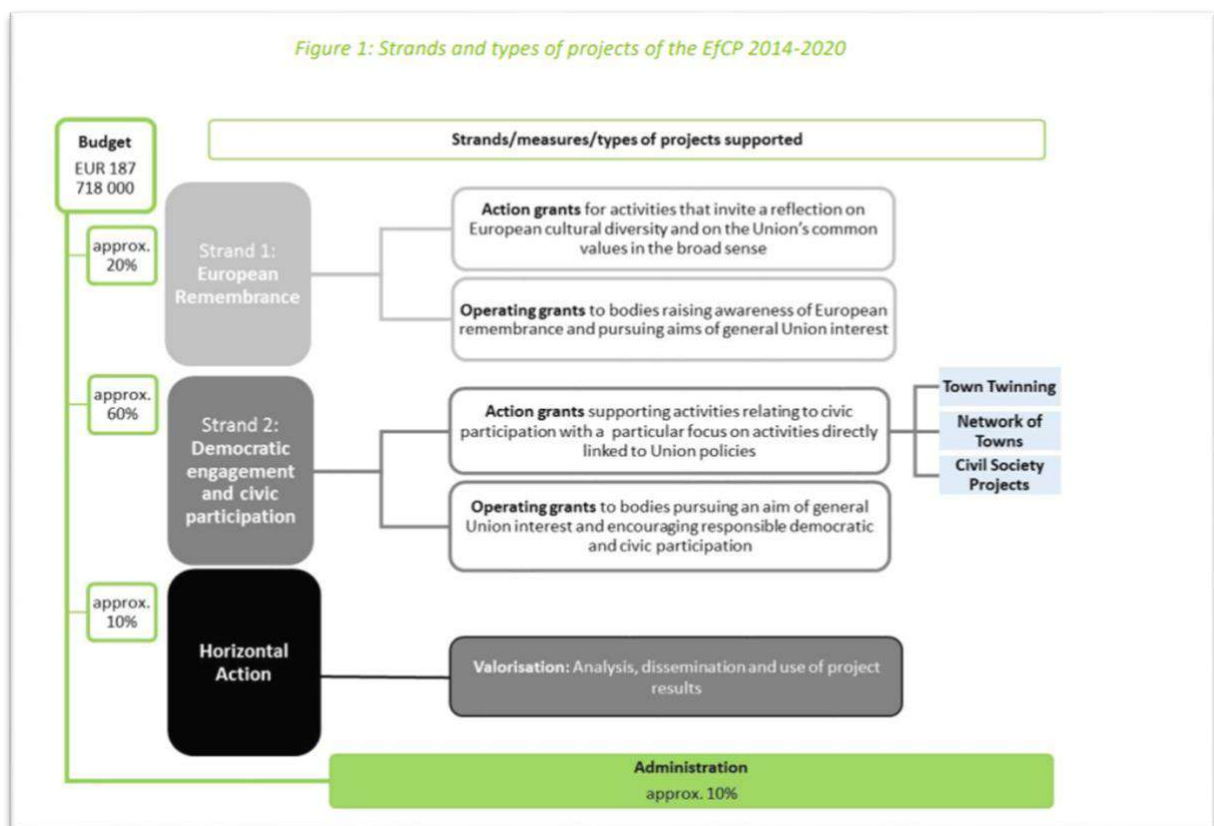 Figure 1: Strands and types of projects of the EfCP 2014-2020
Budget
EUR 187
718 000
Strands/measures/types of projects supported
approx.
20%
Strand 1:
European
Remembrance
Action grants for activities that invite a reflection on
European cultural diversity and on the Union's common
values in the broad sense
Operating grants to bodies raising awareness of European
remembrance and pursuing aims of general Union interest
approx.
60%
Strand 2:
Democratic
engagement
and civic
participation
Action grants supporting activities relating to civic
participation with a particular focus on activities directly
linked to Union policies
Town Twinning
Network of
Towns
Civil Society
Projects
Operating grants to bodies pursuing an aim of general
Union interest and encouraging responsible democratic
and civic participation
approx.
10%
Horizontal
Action
Valorisation: Analysis, dissemination and use of project
results
Administration
approx. 10%